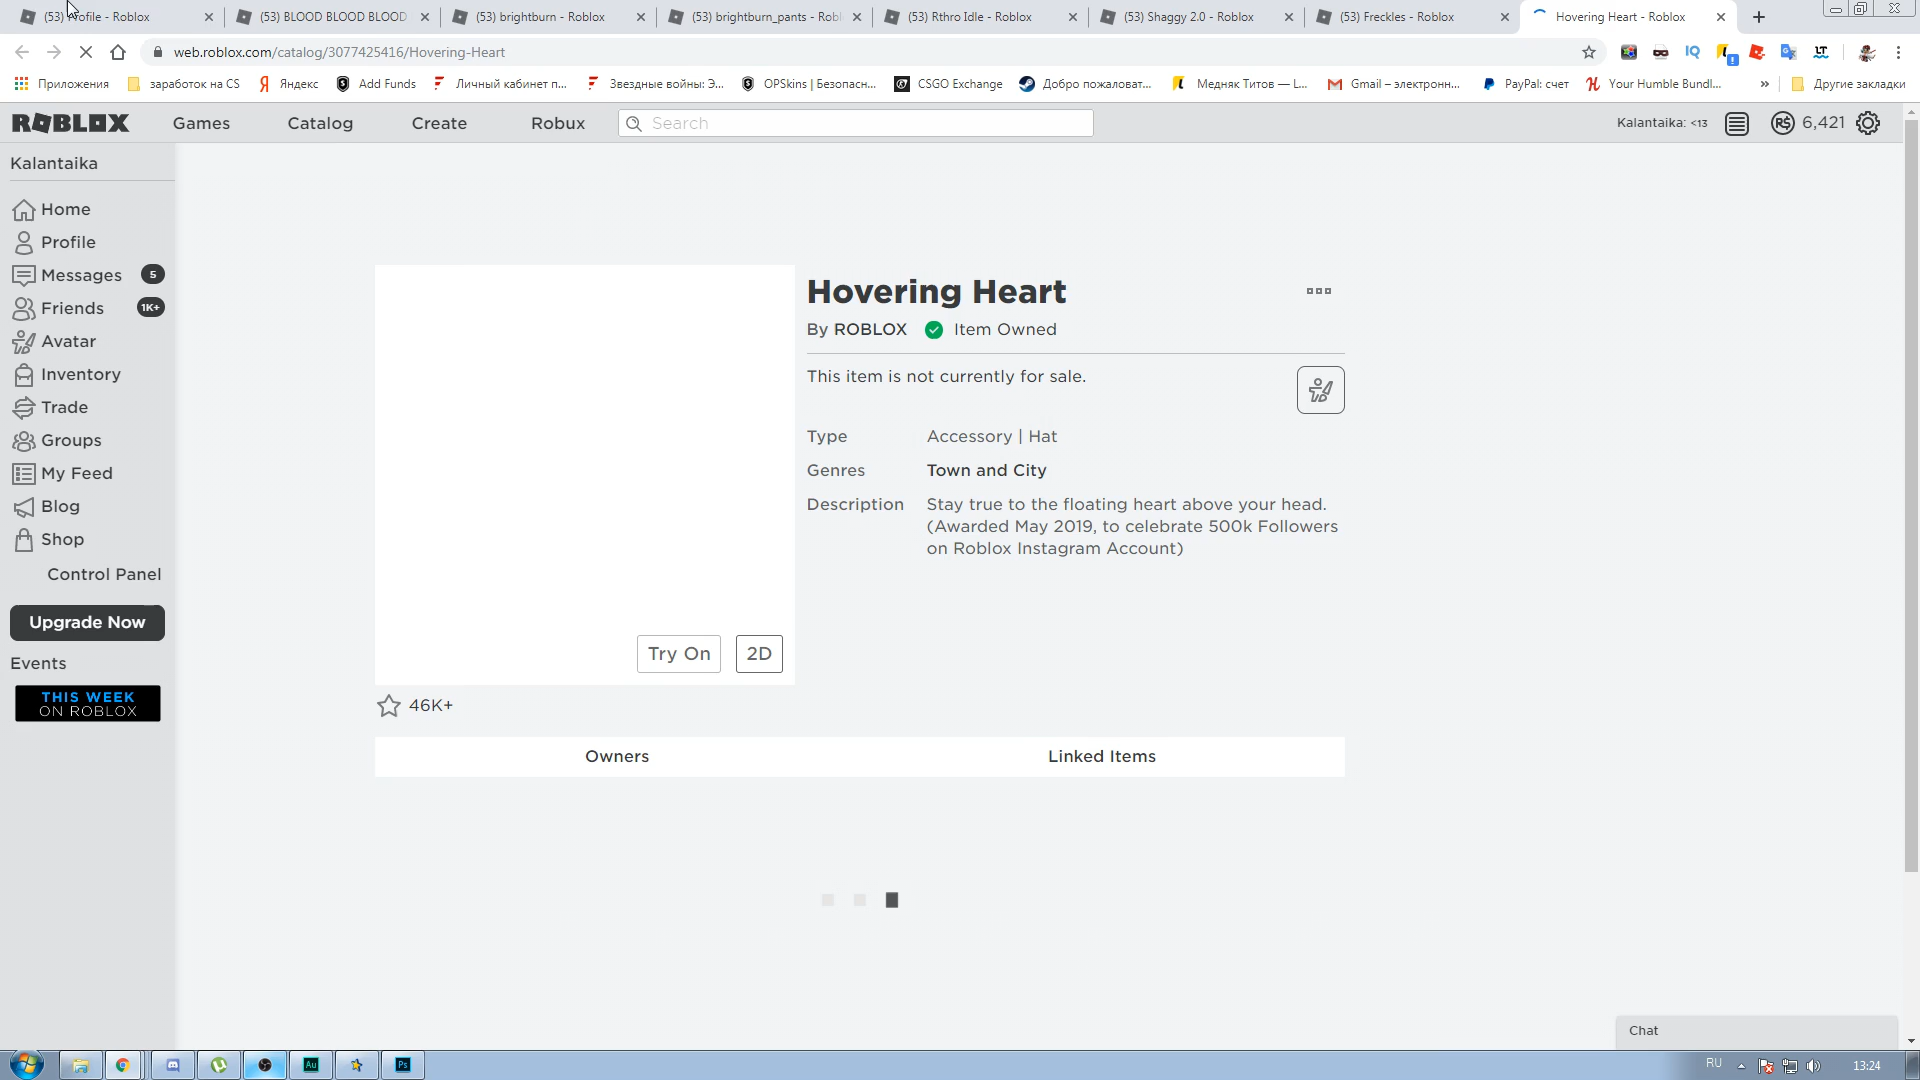 (53) Profile - Roblox
(53) BLOOD BLOOD BLOOD
(53) brightburn - Roblox
(53) brightburn_pants - Rob
(53) Rthro Idle - Roblox
(53) Shaggy 2.0 - Roblox
(53) Freckles - Roblox
Hovering Heart - Roblox
web.roblox.com/catalog/3077425416/Hovering-Heart
Приложения
заработок на CS
Яндекс
Add Funds
Личный кабинет п...
Звездные войны: Э...
OPSkins | Безопасн...
CSGO Exchange
Добро пожаловат...
Медняк Титов — L...
Gmail – электронн...
PayPal: счет
Your Humble Bundl...
»
Другие закладки
ROBLOX
Games
Catalog
Create
Robux
Search
Kalantaika: <13
6,421
Kalantaika
Home
Profile
Messages 5
Friends 1K+
Avatar
Inventory
Trade
Groups
My Feed
Blog
Shop
Control Panel
Upgrade Now
Events
THIS WEEK
ON ROBLOX
Hovering Heart
By ROBLOX Item Owned
This item is not currently for sale.
Type Accessory | Hat
Genres Town and City
Description Stay true to the floating heart above your head.
(Awarded May 2019, to celebrate 500k Followers
on Roblox Instagram Account)
Try On
2D
46K+
Owners
Linked Items
Chat
RU
13:24